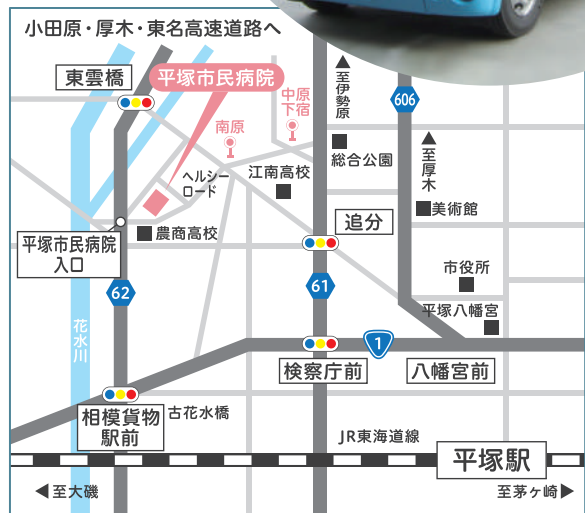 小田原・厚木・東名高速道路へ
東雲橋
平塚市民病院
中原
下宿
南原
▲至伊勢原
606
ヘルシー
ロード
江南高校
総合公園
▲至厚木
美術館
農商高校
追分
平塚市民病院
入口
62
61
市役所
平塚八幡宮
花水川
1
検察庁前
八幡宮前
相模貨物
駅前
古花水橋
JR東海道線
平塚駅
◀至大磯
至茅ヶ崎▶